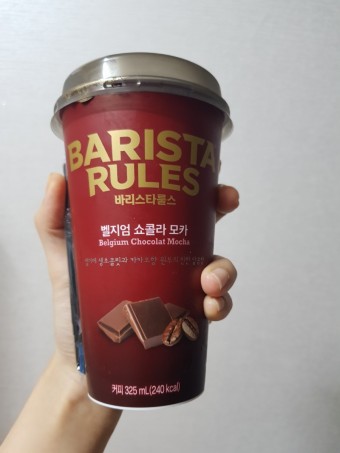 BARISTA
RULES
바리스타룰스
벨지엄 쇼콜라 모카
Belgium Chocolat Mocha
커피 325 mL (240 kcal)